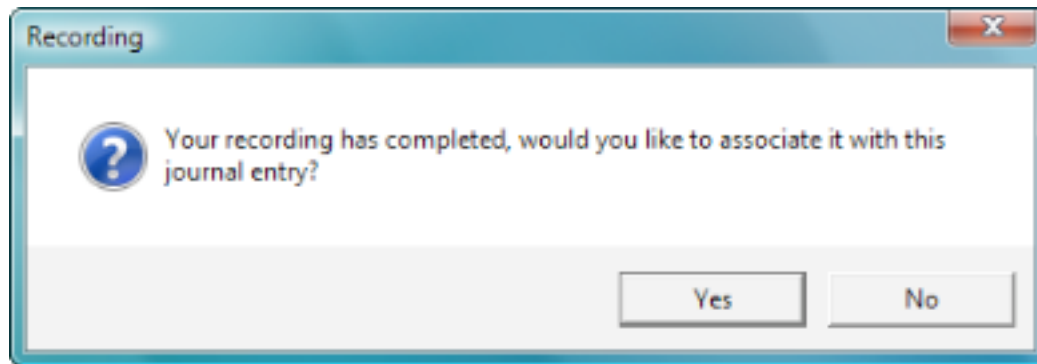 Recording
Your recording has completed, would you like to associate it with this
journal entry?
Yes No